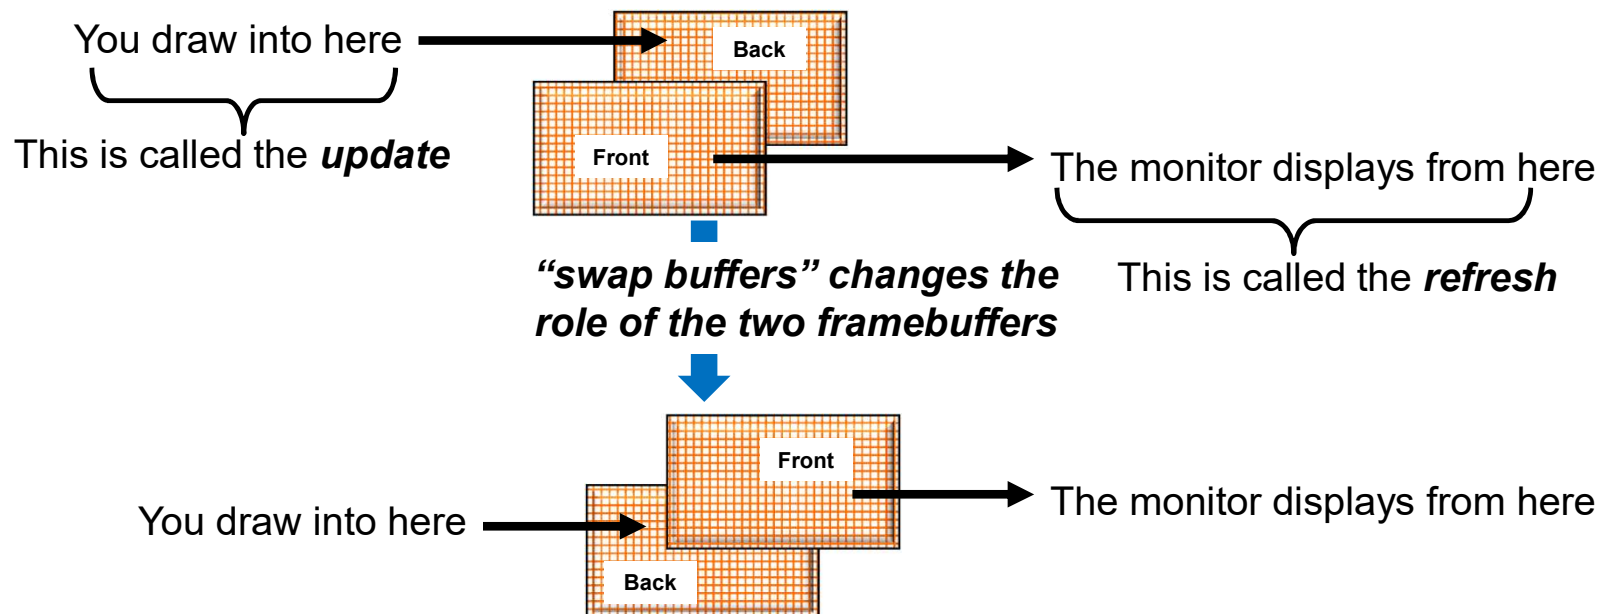 You draw into here
Back
This is called the update
Front
The monitor displays from here
This is called the refresh
“swap buffers” changes the
role of the two framebuffers
Front
The monitor displays from here
You draw into here
Back